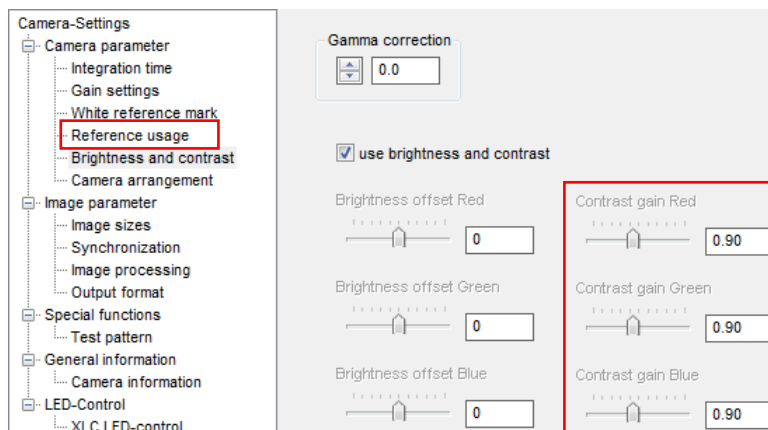 Camera-Settings
Camera parameter
Integration time
Gain settings
White reference mark
Reference usage
Brightness and contrast
Camera arrangement
Image parameter
Image sizes
Synchronization
Image processing
Output format
Special functions
Test pattern
General information
Camera information
LED-Control
XLC LED-control
Gamma correction
0.0
use brightness and contrast
Brightness offset Red
0
Contrast gain Red
0.90
Brightness offset Green
0
Contrast gain Green
0.90
Brightness offset Blue
0
Contrast gain Blue
0.90